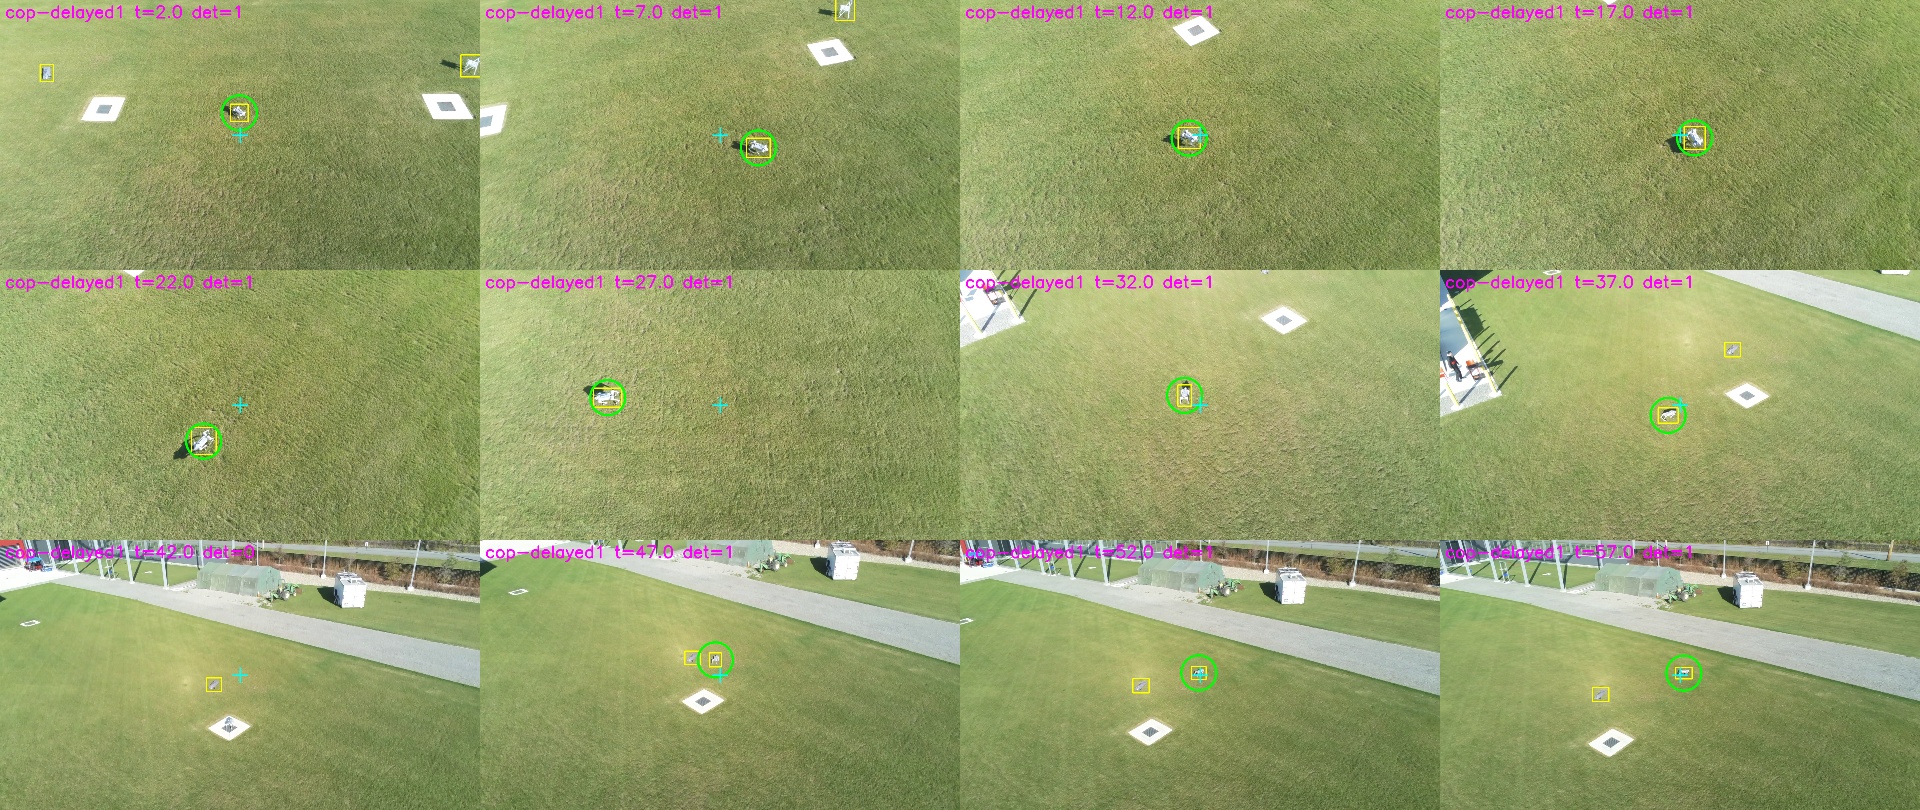 cop-delayed1 t=2.0 det=1
cop-delayed1 t=7.0 det=1
cop-delayed1 t=12.0 det=1
cop-delayed1 t=17.0 det=1
cop-delayed1 t=22.0 det=1
cop-delayed1 t=27.0 det=1
cop-delayed1 t=32.0 det=1
cop-delayed1 t=37.0 det=1
cop-delayed1 t=42.0 det=0
cop-delayed1 t=47.0 det=1
cop-delayed1 t=52.0 det=1
cop-delayed1 t=57.0 det=1